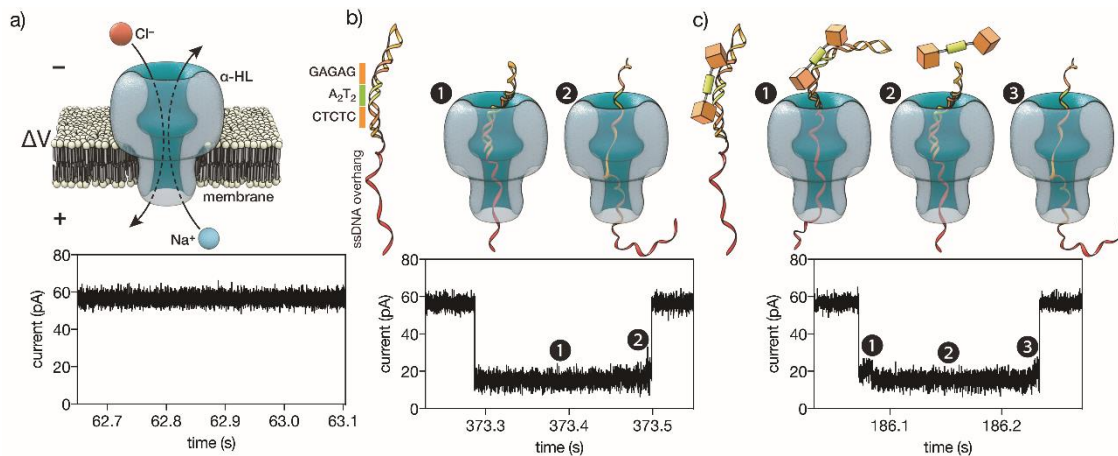 a)
Cl⁻
−
α-HL
ΔV
membrane
+
Na⁺
80
60
40
20
0
current (pA)
62.7 62.8 62.9 63.0 63.1
time (s)
b)
GAGAG
A₂T₂
CTCTC
ssDNA overhang
1
2
80
60
40
20
0
current (pA)
1
2
373.3 373.4 373.5
time (s)
c)
1
2
3
80
60
40
20
0
current (pA)
1
2
3
186.1 186.2
time (s)